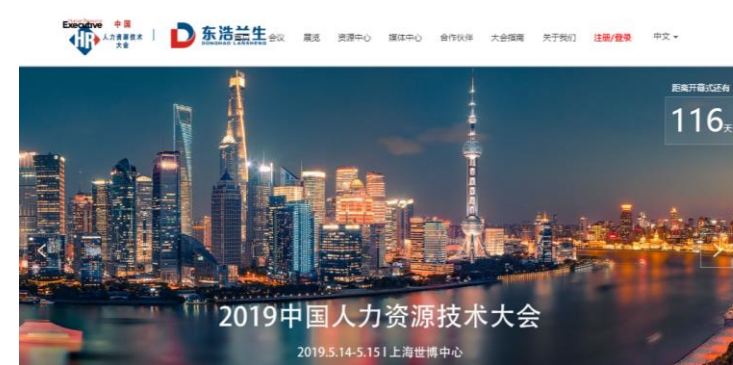 Executive
HR
中国
人力资源技术
大会
东浩兰生
DONGHAO LANSHENG
会议 展览 资源中心 媒体中心 合作伙伴 大会指南 关于我们 注册/登录 中文
距离开幕式还有
116天
2019中国人力资源技术大会
2019.5.14-5.15 | 上海世博中心